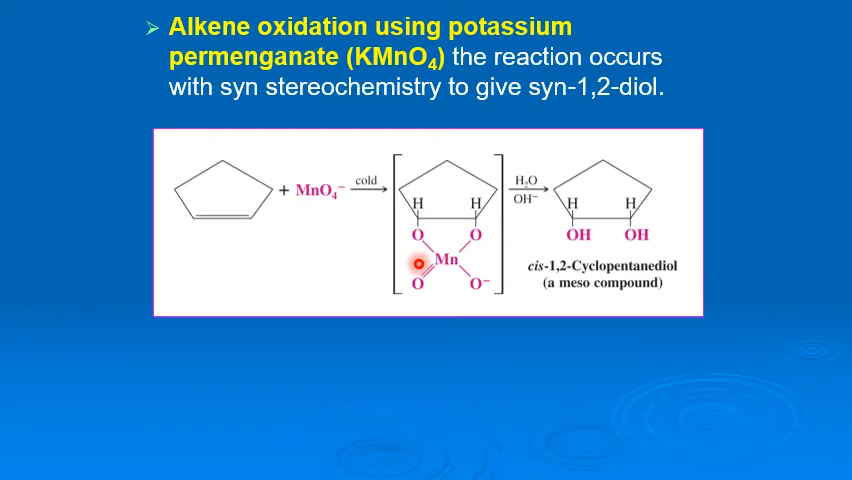 ➢ Alkene oxidation using potassium
permenganate (KMnO₄) the reaction occurs
with syn stereochemistry to give syn-1,2-diol.
+ MnO₄⁻
cold
H H
O O
Mn
O O⁻
H₂O
OH⁻
H H
OH OH
cis-1,2-Cyclopentanediol
(a meso compound)